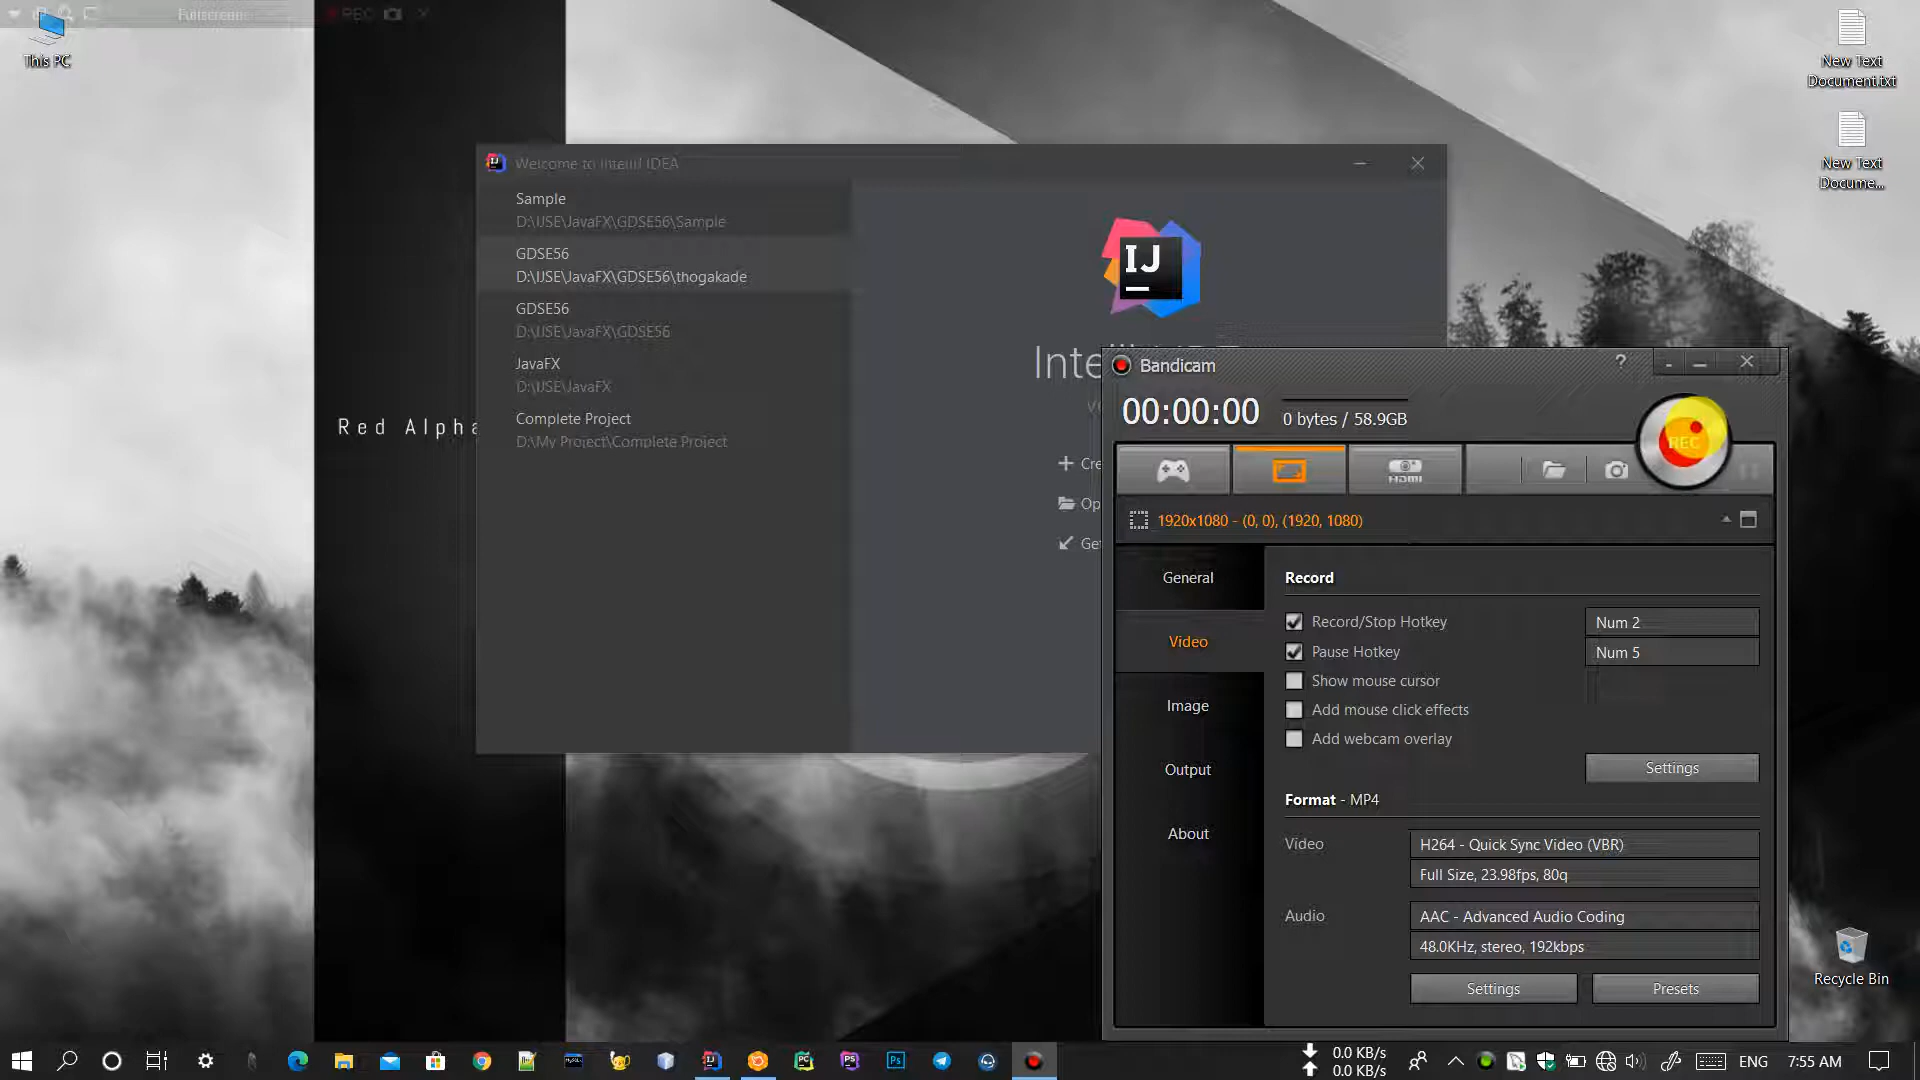 Fullscreen
REC
This PC
New Text
Document.txt
New Text
Docume...
Welcome to IntelliJ IDEA
Sample
D:\IJSE\JavaFX\GDSE56\Sample
GDSE56
D:\IJSE\JavaFX\GDSE56\thogakade
GDSE56
D:\IJSE\JavaFX\GDSE56
JavaFX
D:\IJSE\JavaFX
Complete Project
D:\My Project\Complete Project
Red Alpha
IJ
Bandicam
00:00:00
0 bytes / 58.9GB
REC
HDMI
1920x1080 - (0, 0), (1920, 1080)
General
Video
Image
Output
About
Record
Record/Stop Hotkey
Num 2
Pause Hotkey
Num 5
Show mouse cursor
Add mouse click effects
Add webcam overlay
Settings
Format - MP4
Video
H264 - Quick Sync Video (VBR)
Full Size, 23.98fps, 80q
Audio
AAC - Advanced Audio Coding
48.0KHz, stereo, 192kbps
Settings
Presets
Recycle Bin
0.0 KB/s
0.0 KB/s
ENG
7:55 AM